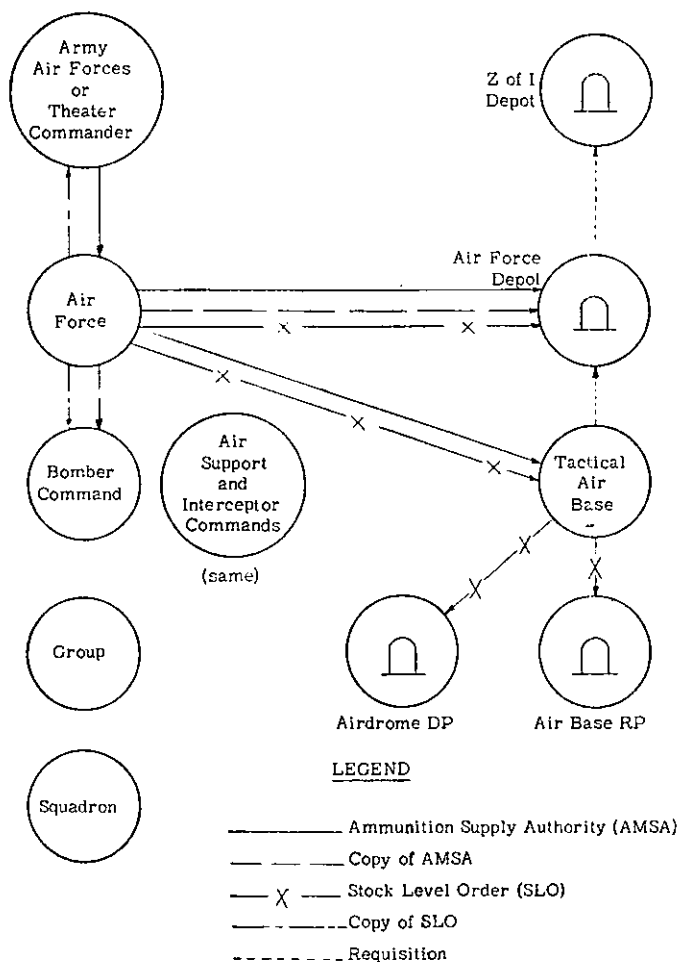 Army
Air Forces
or
Theater
Commander
Z of I
Depot
Air Force
Depot
Air
Force
Bomber
Command
Air
Support
and
Interceptor
Commands
(same)
Tactical
Air
Base
Group
Airdrome DP
Air Base RP
Squadron
LEGEND
Ammunition Supply Authority (AMSA)
Copy of AMSA
X Stock Level Order (SLO)
Copy of SLO
Requisition